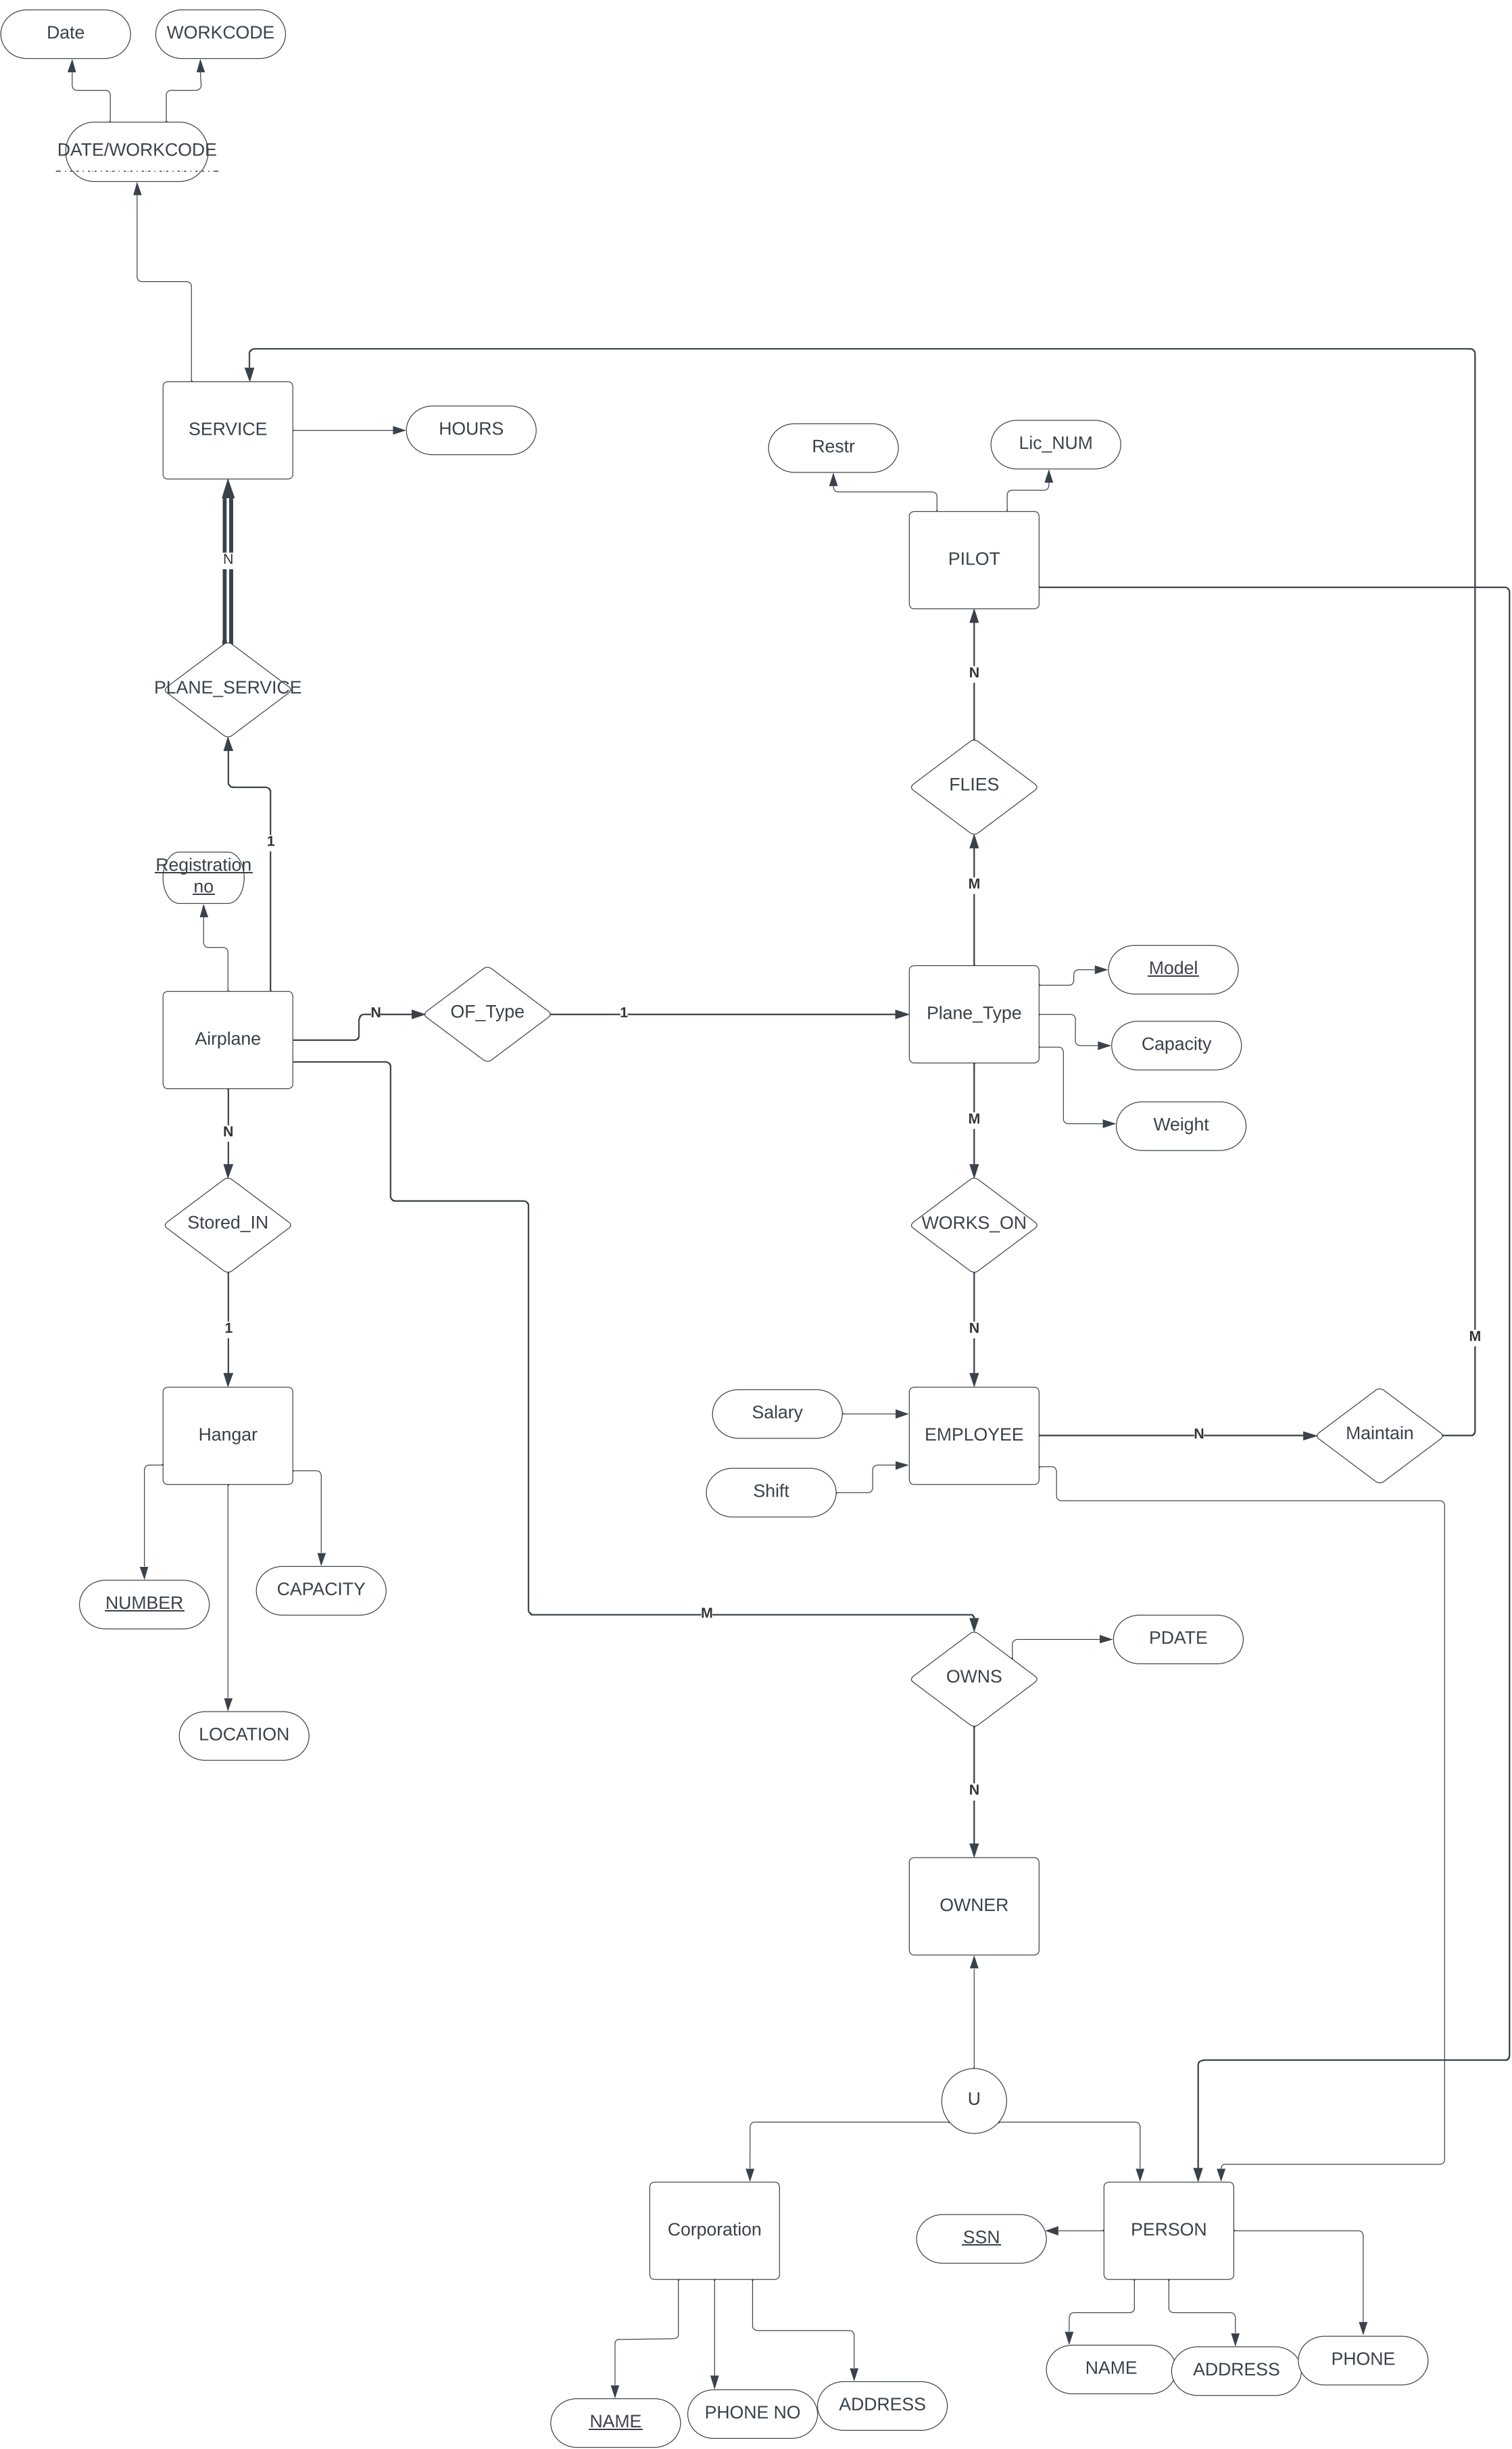 Date
WORKCODE
DATE/WORKCODE
SERVICE
HOURS
Restr
Lic_NUM
PILOT
N
N
PLANE_SERVICE
FLIES
1
M
Registration
no
Model
Airplane
N
OF_Type
1
Plane_Type
Capacity
Weight
N
M
Stored_IN
WORKS_ON
1
N
M
Salary
Hangar
EMPLOYEE
N
Maintain
Shift
NUMBER
CAPACITY
M
PDATE
OWNS
LOCATION
N
OWNER
U
Corporation
SSN
PERSON
NAME
ADDRESS
PHONE
NAME
PHONE NO
ADDRESS